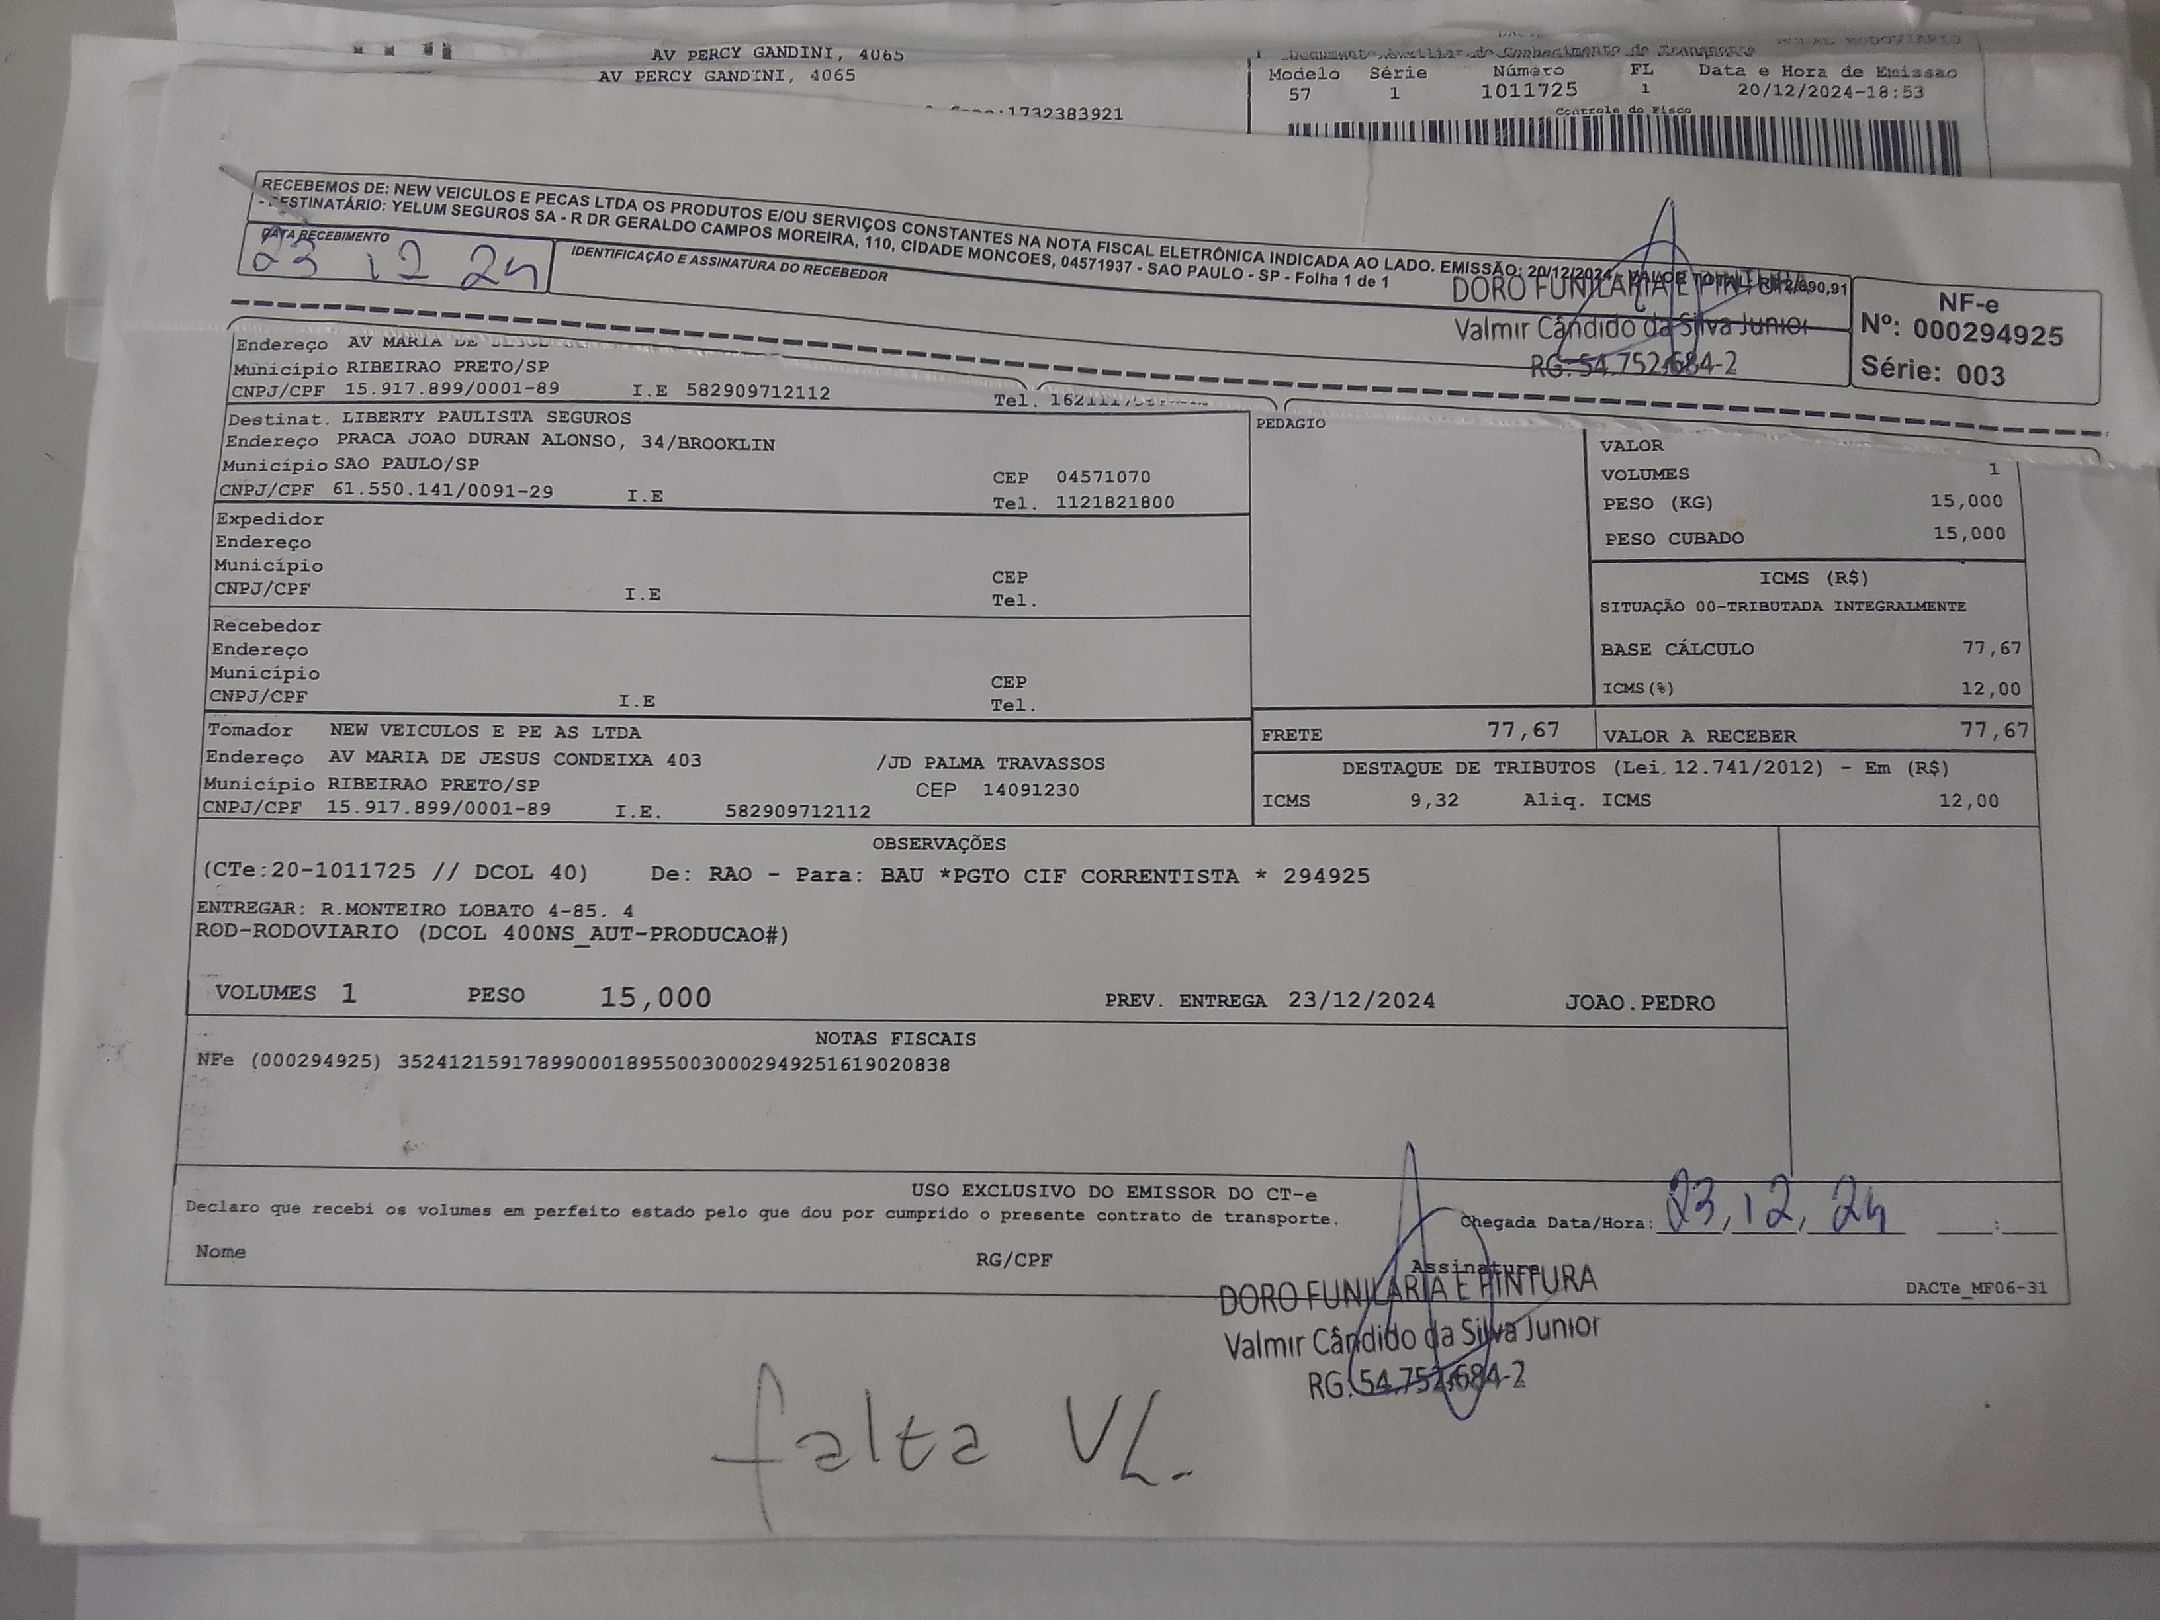 AV PERCY GANDINI, 4065
AV PERCY GANDINI, 4065
:1732383921
Documento Auxiliar de Conhecimento de Transporte
Modelo Série Número FL Data e Hora de Emissao
57 1 1011725 1 20/12/2024-18:53
Controle do Fisco
RECEBEMOS DE: NEW VEICULOS E PECAS LTDA OS PRODUTOS E/OU SERVIÇOS CONSTANTES NA NOTA FISCAL ELETRÔNICA INDICADA AO LADO. EMISSÃO: 20/12/2024 - VALOR TOTAL:
- DESTINATÁRIO: YELUM SEGUROS SA - R DR GERALDO CAMPOS MOREIRA, 110, CIDADE MONCOES, 04571937 - SAO PAULO - SP - Folha 1 de 1
DATA RECEBIMENTO
23 12 24
IDENTIFICAÇÃO E ASSINATURA DO RECEBEDOR
DORO FUNILARIA E PINTURA
Valmir Cândido da Silva Junior
RG: 54.752.684-2
NF-e
Nº: 000294925
Série: 003
Endereço AV MARIA DE
Município RIBEIRAO PRETO/SP
CNPJ/CPF 15.917.899/0001-89 I.E 582909712112 Tel.
Destinat. LIBERTY PAULISTA SEGUROS
Endereço PRACA JOAO DURAN ALONSO, 34/BROOKLIN
Município SAO PAULO/SP CEP 04571070
CNPJ/CPF 61.550.141/0091-29 I.E Tel. 1121821800
Expedidor
Endereço
Município CEP
CNPJ/CPF I.E Tel.
Recebedor
Endereço
Município CEP
CNPJ/CPF I.E Tel.
Tomador NEW VEICULOS E PE AS LTDA
Endereço AV MARIA DE JESUS CONDEIXA 403 /JD PALMA TRAVASSOS
Município RIBEIRAO PRETO/SP CEP 14091230
CNPJ/CPF 15.917.899/0001-89 I.E. 582909712112
PEDAGIO
VALOR
VOLUMES 1
PESO (KG) 15,000
PESO CUBADO 15,000
ICMS (R$)
SITUAÇÃO 00-TRIBUTADA INTEGRALMENTE
BASE CÁLCULO 77,67
ICMS(%) 12,00
FRETE 77,67 VALOR A RECEBER 77,67
DESTAQUE DE TRIBUTOS (Lei 12.741/2012) - Em (R$)
ICMS 9,32 Aliq. ICMS 12,00
OBSERVAÇÕES
(CTe:20-1011725 // DCOL 40) De: RAO - Para: BAU *PGTO CIF CORRENTISTA * 294925
ENTREGAR: R.MONTEIRO LOBATO 4-85. 4
ROD-RODOVIARIO (DCOL 400NS_AUT-PRODUCAO#)
VOLUMES 1 PESO 15,000 PREV. ENTREGA 23/12/2024 JOAO.PEDRO
NOTAS FISCAIS
NFe (000294925) 35241215917899000189550030002949251619020838
USO EXCLUSIVO DO EMISSOR DO CT-e
Declaro que recebi os volumes em perfeito estado pelo que dou por cumprido o presente contrato de transporte. Chegada Data/Hora: 23, 12, 24 :
Nome RG/CPF Assinatura
DACTe_MF06-31
DORO FUNILARIA E PINTURA
Valmir Cândido da Silva Junior
RG: 54.752.684-2
falta VL.